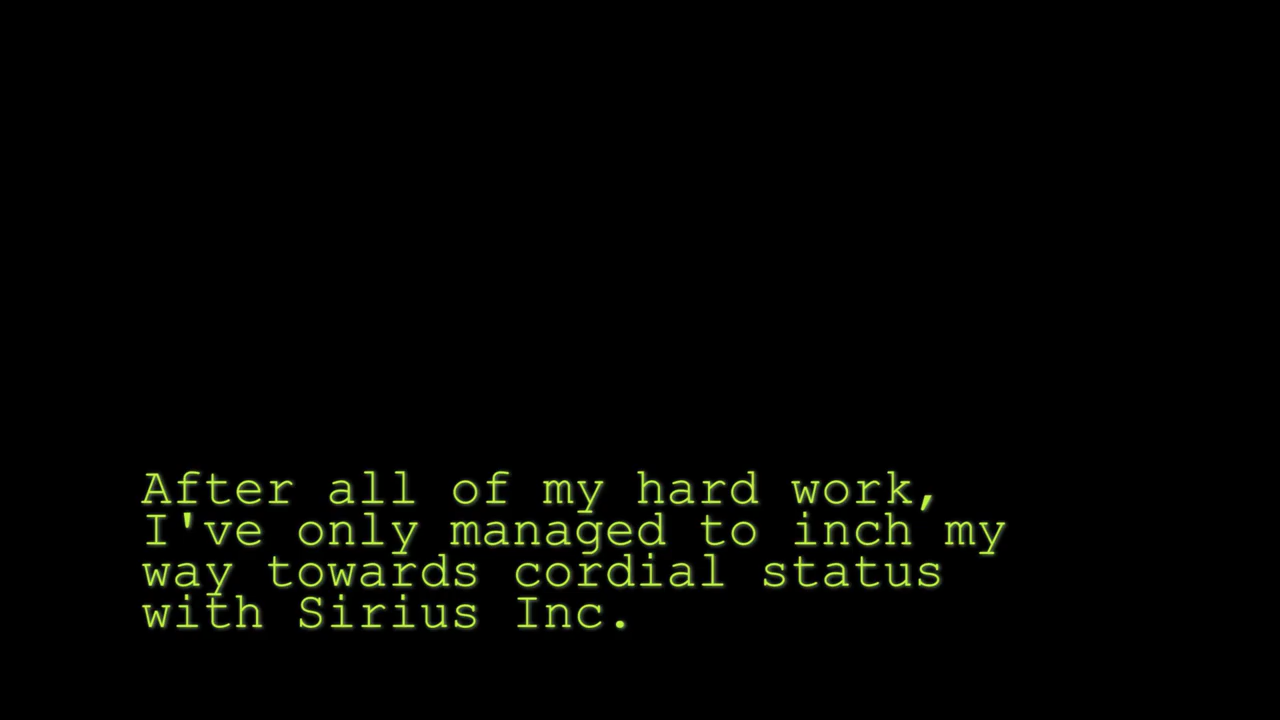 After all of my hard work,
I've only managed to inch my
way towards cordial status
with Sirius Inc.